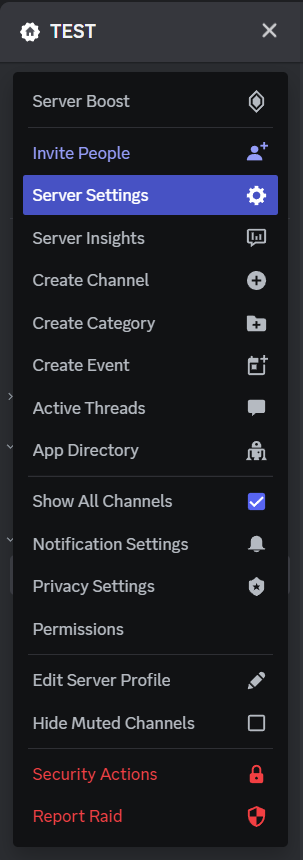 TEST
Server Boost
Invite People
Server Settings
Server Insights
Create Channel
Create Category
Create Event
Active Threads
App Directory
Show All Channels
Notification Settings
Privacy Settings
Permissions
Edit Server Profile
Hide Muted Channels
Security Actions
Report Raid